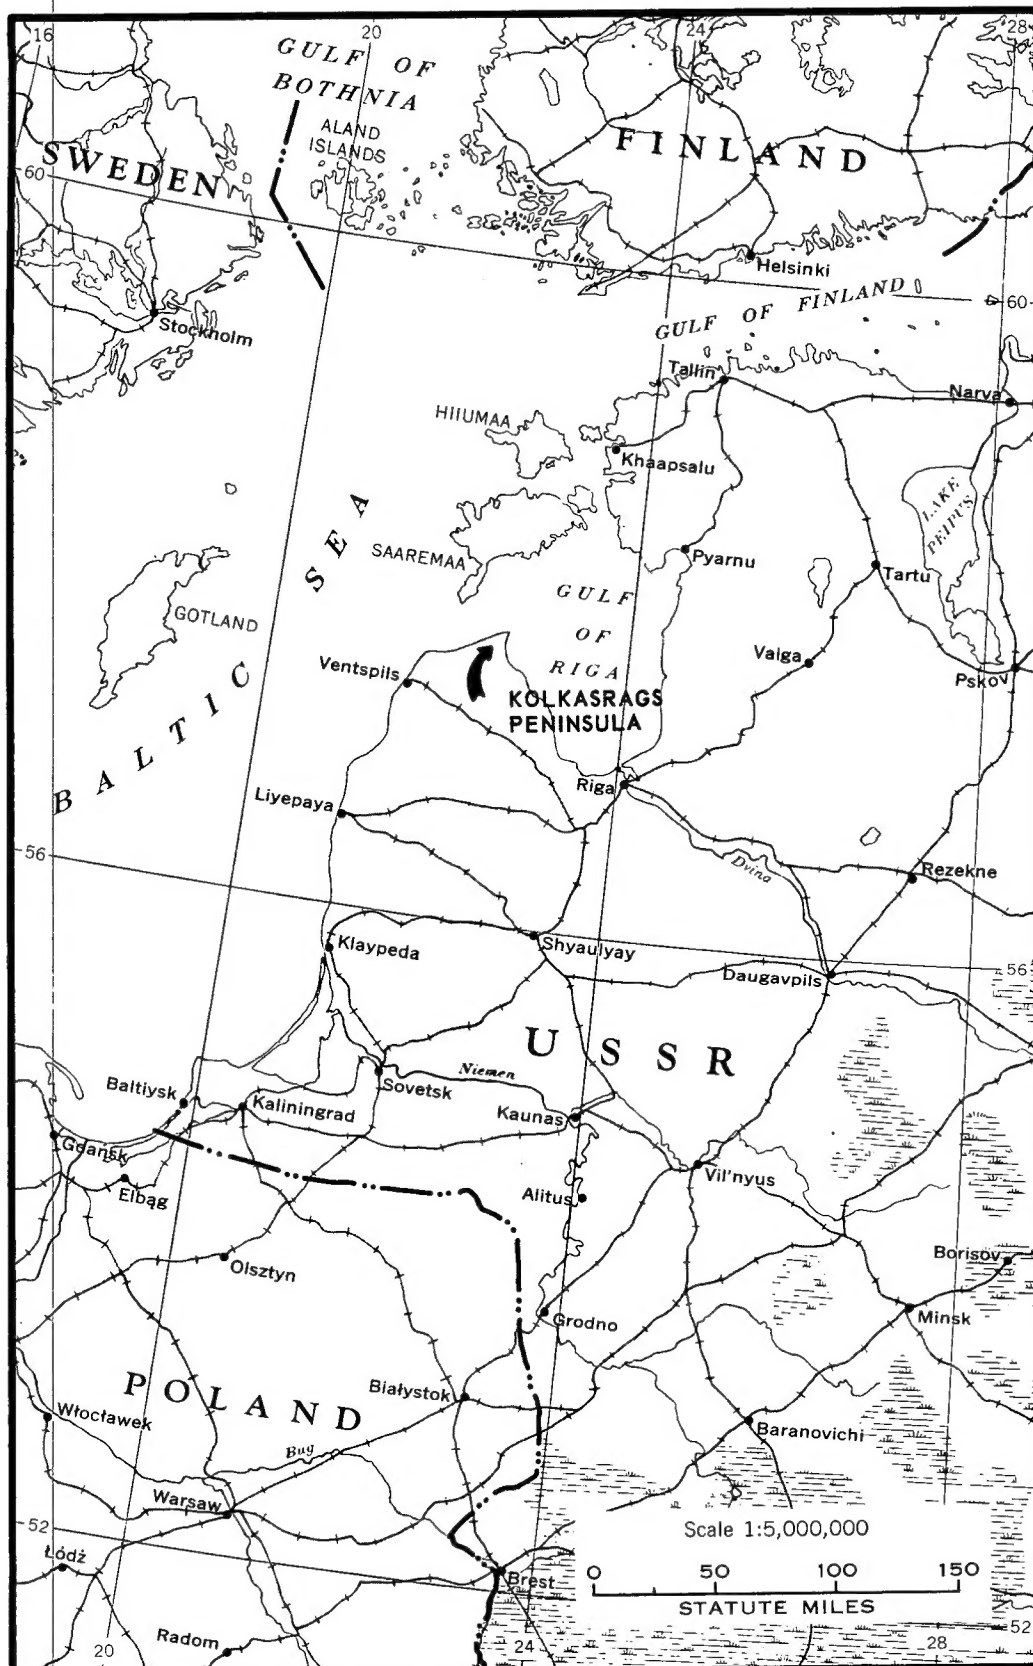 16
20
24
28
GULF OF
BOTHNIA
ALAND
ISLANDS
FINLAND
SWEDEN
60
Helsinki
60
GULF OF FINLAND
Stockholm
Tallin
Narva
HIIUMAA
Khaapsalu
LAKE
PEIPUS
BALTIC SEA
SAAREMAA
Pyarnu
Tartu
GULF
OF
RIGA
GOTLAND
Ventspils
Valga
Pskov
KOLKASRAGS
PENINSULA
Riga
Liyepaya
56
Dvina
Rezekne
Klaypeda
Shyaulyay
Daugavpils
56
USSR
Niemen
Sovetsk
Baltiysk
Kaliningrad
Kaunas
Gdańsk
Elbąg
Vil'nyus
Alitus
Borisov
Olsztyn
Grodno
Minsk
POLAND
Białystok
Włocławek
Baranovichi
Bug
Warsaw
52
Scale 1:5,000,000
Łódź
Brest
0 50 100 150
STATUTE MILES
52
Radom
20
24
28